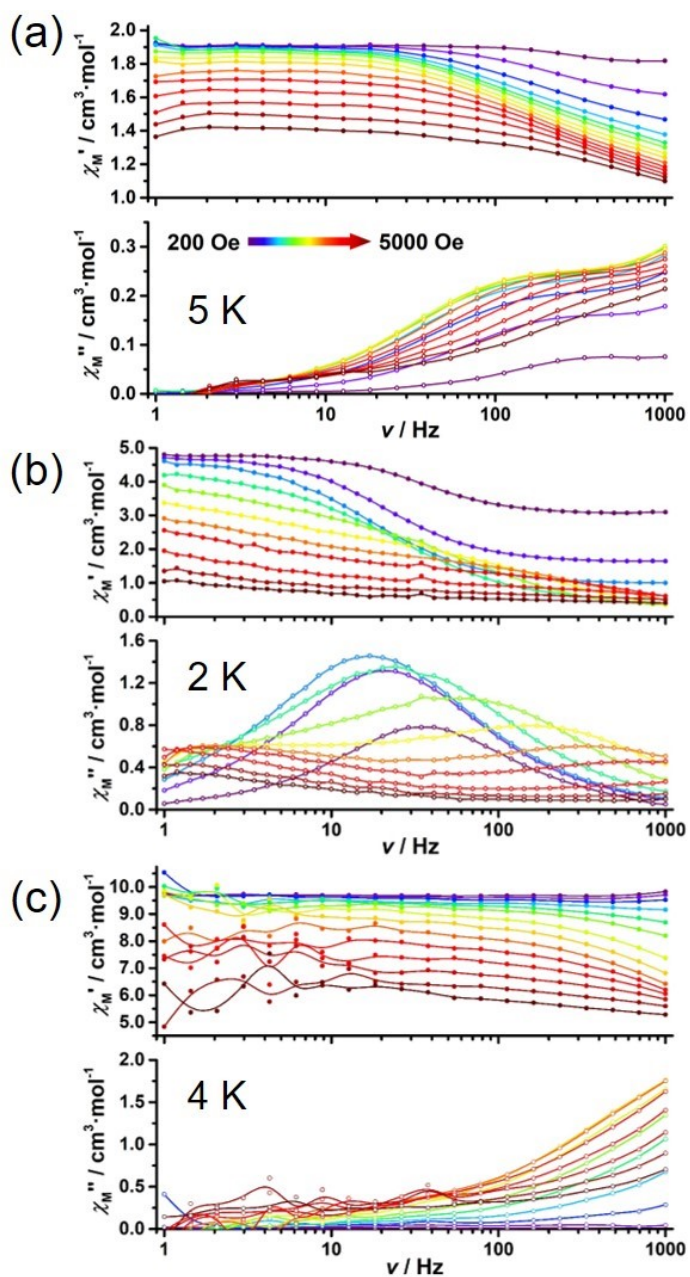 (a)
2.0
1.8
1.6
1.4
1.2
1.0
χM' / cm³·mol⁻¹
200 Oe 5000 Oe
5 K
0.3
0.2
0.1
0.0
χM'' / cm³·mol⁻¹
1 10 100 1000
ν / Hz
(b)
5.0
4.0
3.0
2.0
1.0
0.0
χM' / cm³·mol⁻¹
2 K
1.6
1.2
0.8
0.4
0.0
χM'' / cm³·mol⁻¹
1 10 100 1000
ν / Hz
(c)
10.0
9.0
8.0
7.0
6.0
5.0
χM' / cm³·mol⁻¹
4 K
2.0
1.5
1.0
0.5
0.0
χM'' / cm³·mol⁻¹
1 10 100 1000
ν / Hz